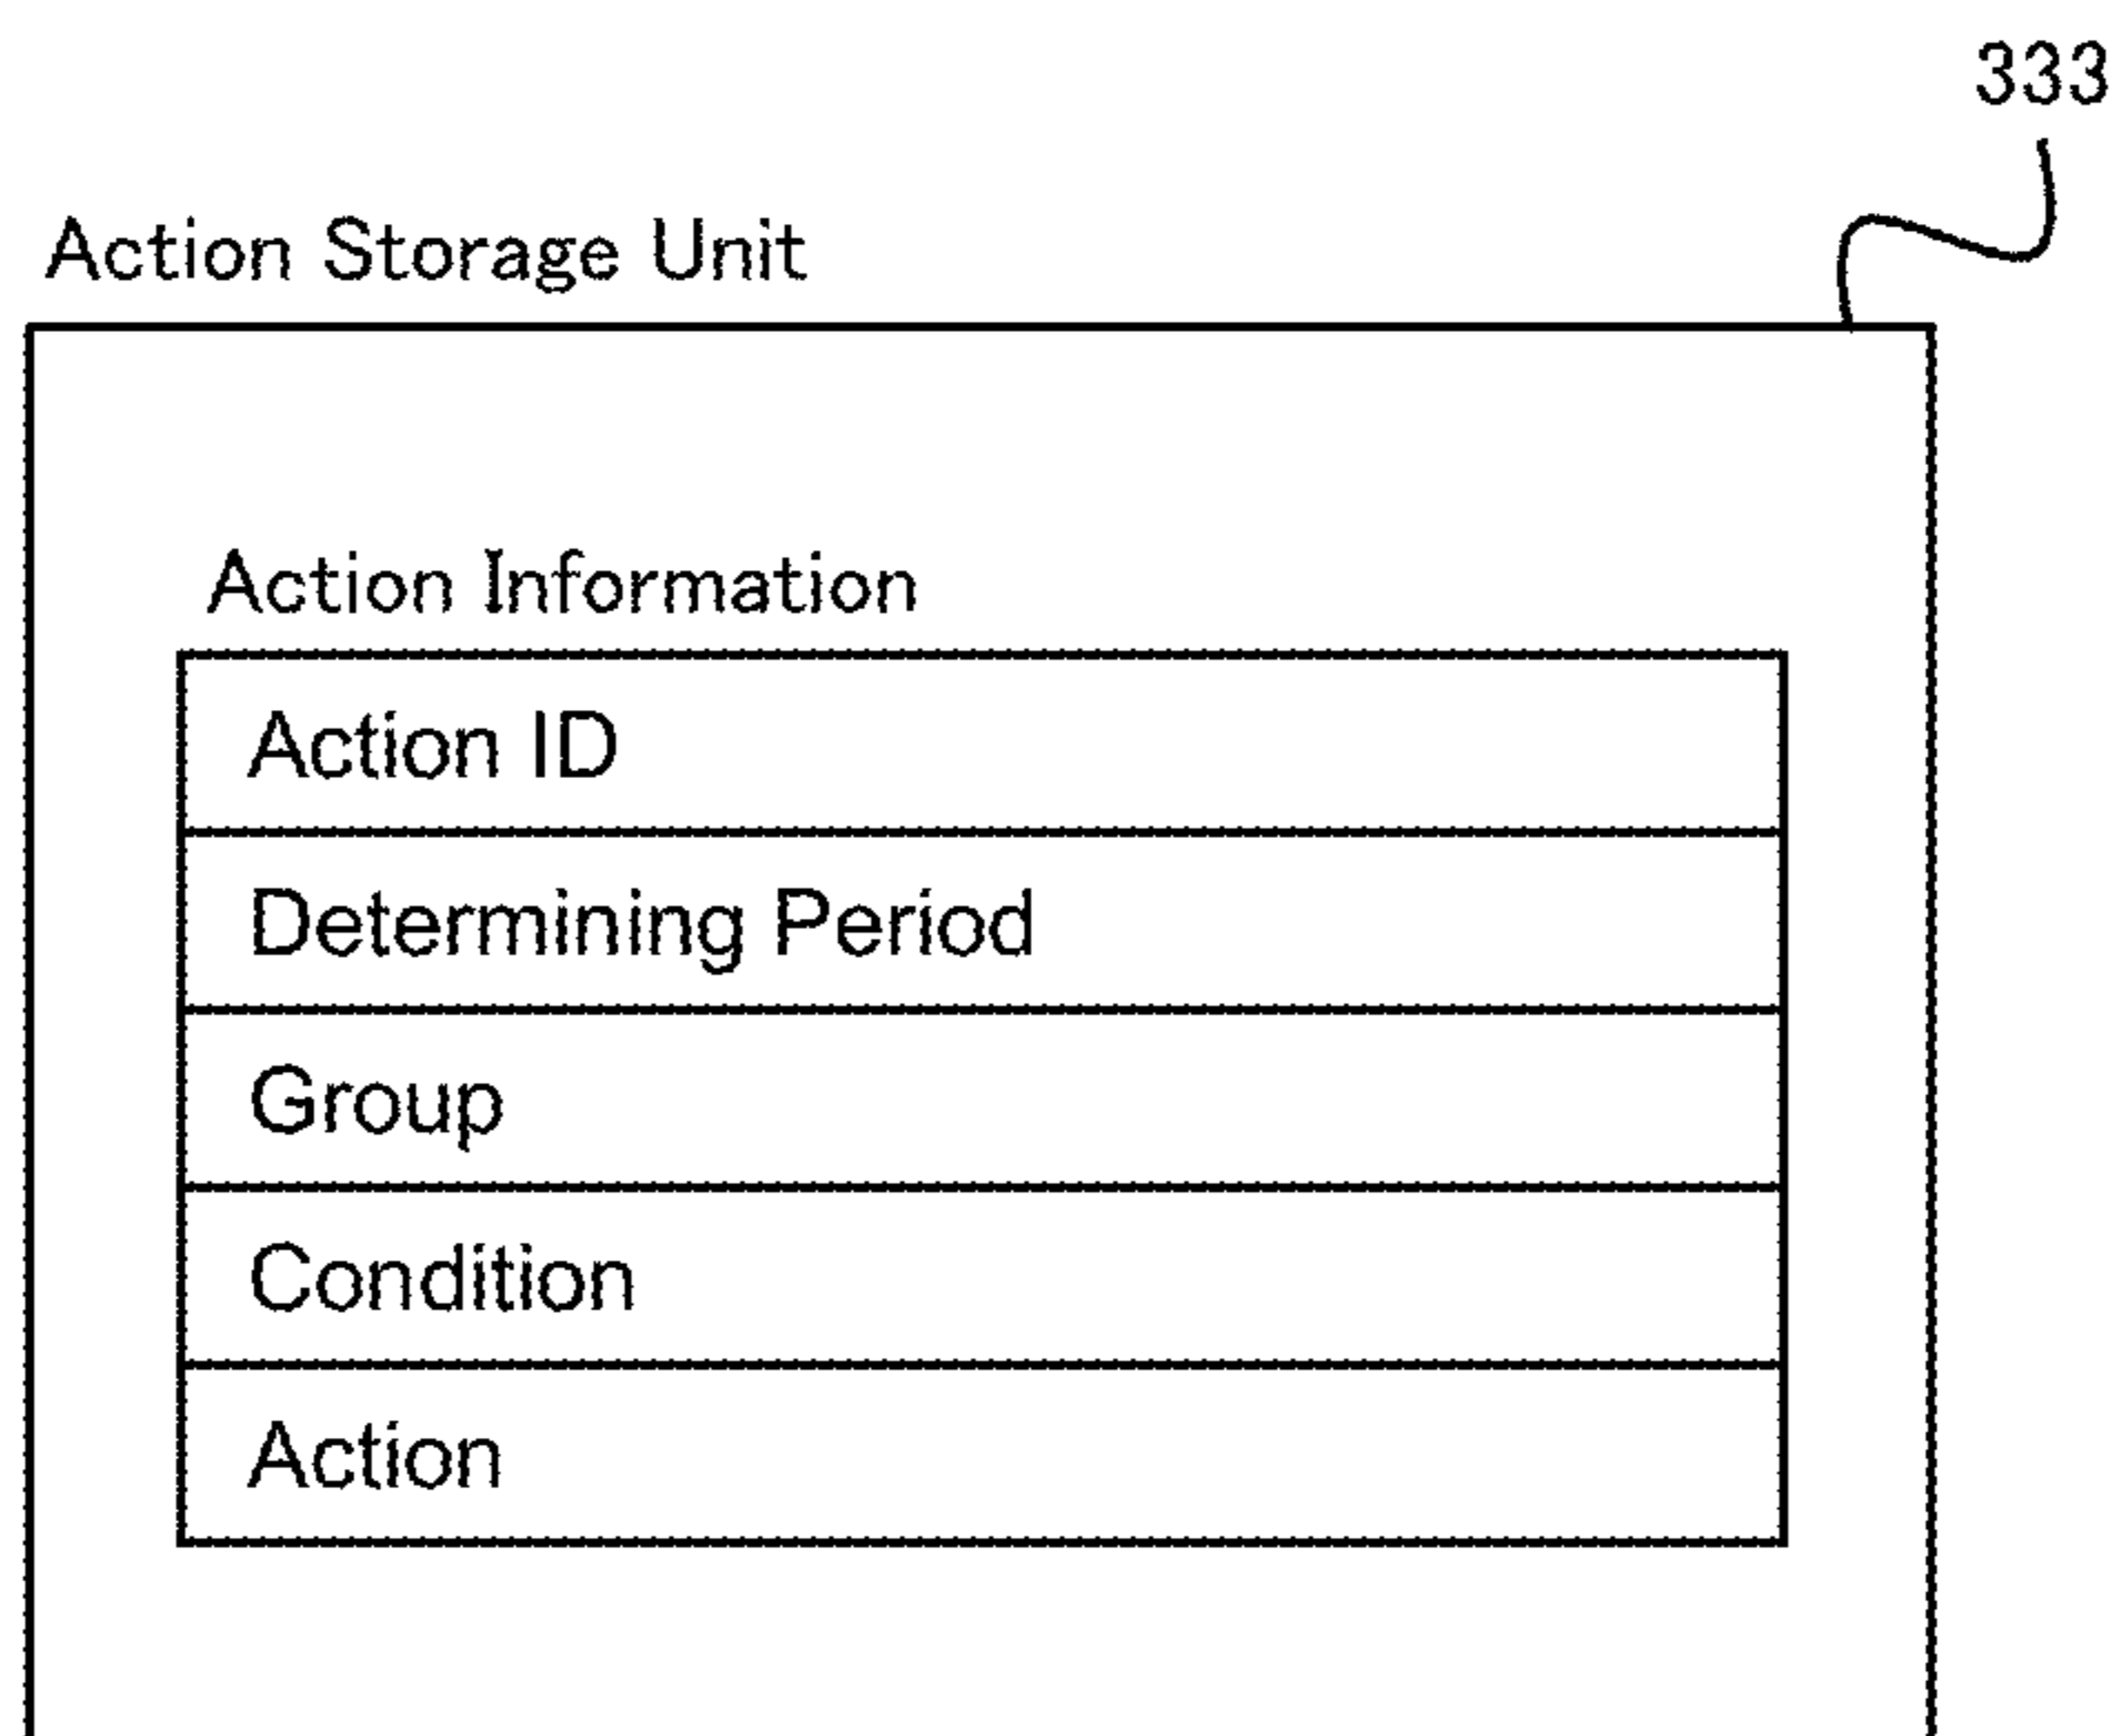 333
Action Storage Unit
Action Information
Action ID
Determining Period
Group
Condition
Action